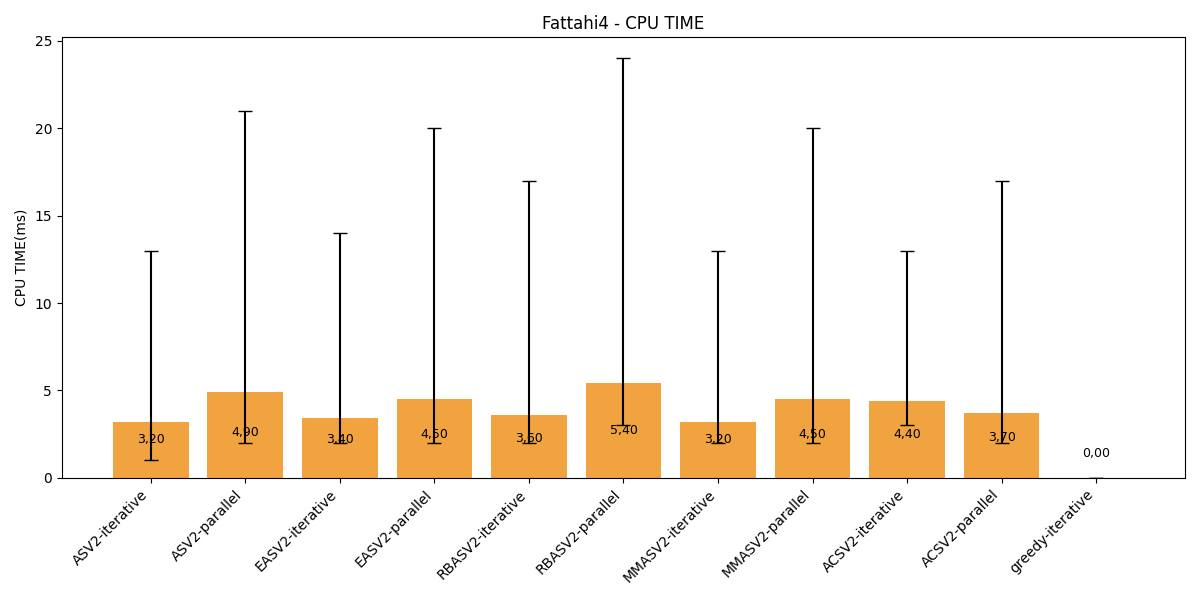 Fattahi4 - CPU TIME
CPU TIME(ms)
25
20
15
10
5
0
3,20
4,90
3,40
4,50
3,60
5,40
3,20
4,50
4,40
3,70
0,00
ASV2-iterative
ASV2-parallel
EASV2-iterative
EASV2-parallel
RBASV2-iterative
RBASV2-parallel
MMASV2-iterative
MMASV2-parallel
ACSV2-iterative
ACSV2-parallel
greedy-iterative